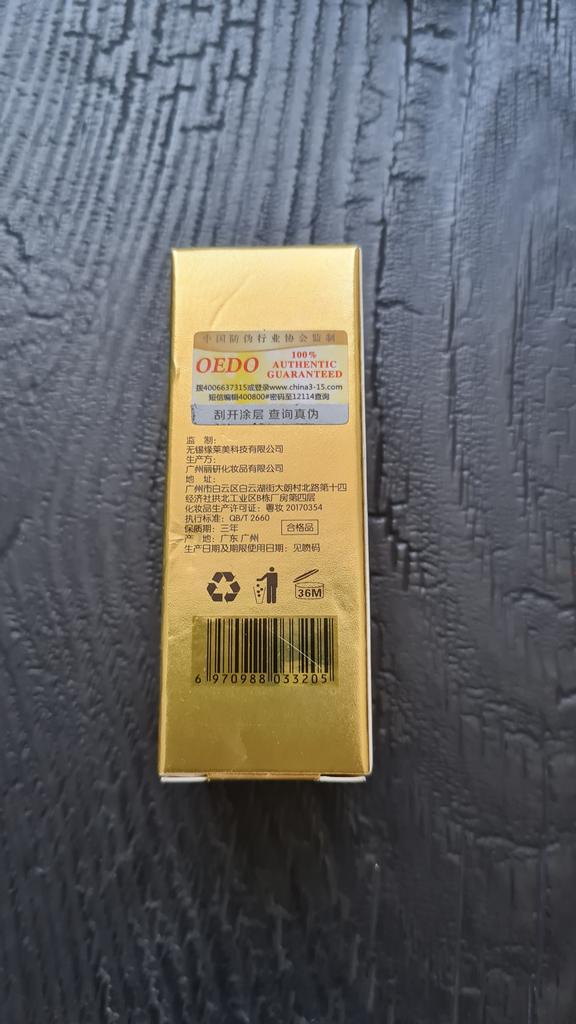 中国防伪行业协会监制
OEDO
100%
AUTHENTIC
GUARANTEED
拨4006637315或登录www.china3-15.com
短信编辑400800#密码至12114查询
刮开涂层 查询真伪
监 制:
无锡缘莱美科技有限公司
生产方:
广州丽研化妆品有限公司
地 址:
广州市白云区白云湖街大朗村北路第十四
经济社拱北工业区B栋厂房第四层
化妆品生产许可证: 粤妆 20170354
执行标准: QB/T 2660
保质期: 三年
合格品
产 地: 广东 广州
生产日期及期限使用日期: 见喷码
36M
6 970988 033205